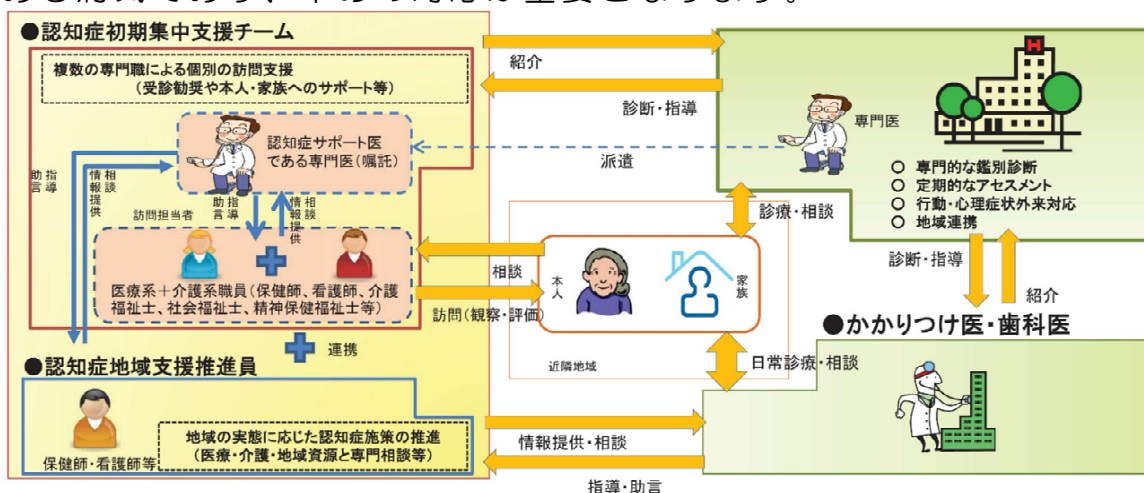 ●認知症初期集中支援チーム
複数の専門職による個別の訪問支援
(受診勧奨や本人・家族へのサポート等)
認知症サポート医
である専門医(嘱託)
指導
助言
相談
情報提供
訪問担当者
指導
助言
相談
情報提供
医療系+介護系職員(保健師、看護師、介護
福祉士、社会福祉士、精神保健福祉士等)
連携
●認知症地域支援推進員
保健師・看護師等
地域の実態に応じた認知症施策の推進
(医療・介護・地域資源と専門相談等)
紹介
診断・指導
派遣
専門医
H
○ 専門的な鑑別診断
○ 定期的なアセスメント
○ 行動・心理症状外来対応
○ 地域連携
診療・相談
相談
訪問(観察・評価)
本人
家族
近隣地域
日常診療・相談
診断・指導
紹介
●かかりつけ医・歯科医
情報提供・相談
指導・助言